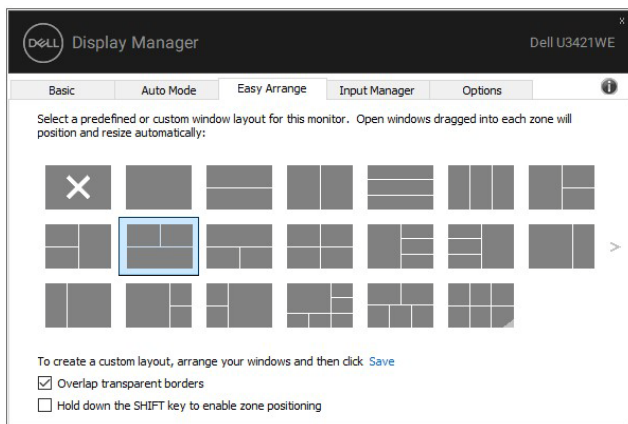 x
DELL Display Manager Dell U3421WE
Basic Auto Mode Easy Arrange Input Manager Options
Select a predefined or custom window layout for this monitor. Open windows dragged into each zone will
position and resize automatically:
To create a custom layout, arrange your windows and then click Save
Overlap transparent borders
Hold down the SHIFT key to enable zone positioning